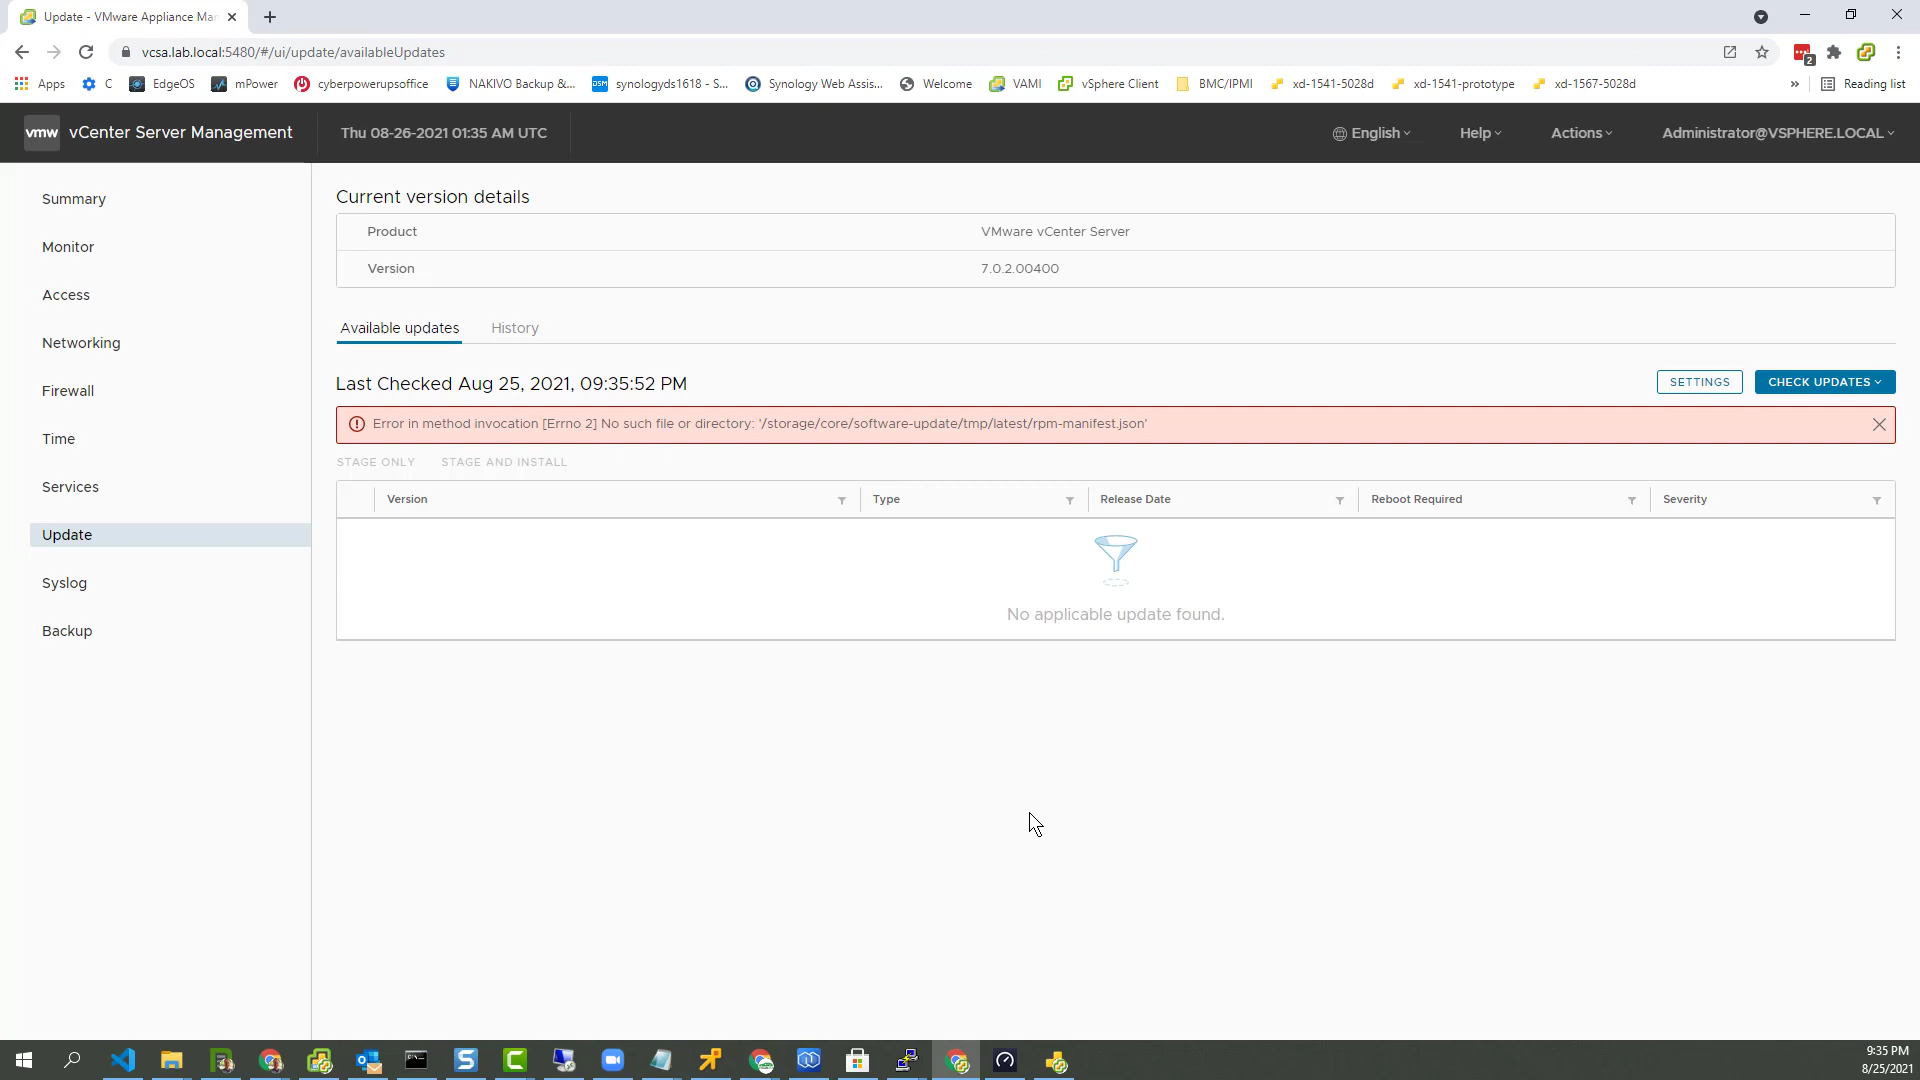 Update - VMware Appliance Mar
vcsa.lab.local:5480/#/ui/update/availableUpdates
2
Apps
C
EdgeOS
mPower
cyberpowerupsoffice
NAKIVO Backup &...
DSM
synologyds1618 - S...
Synology Web Assis...
Welcome
VAMI
vSphere Client
BMC/IPMI
xd-1541-5028d
xd-1541-prototype
xd-1567-5028d
»
Reading list
vmw vCenter Server Management
Thu 08-26-2021 01:35 AM UTC
English
Help
Actions
Administrator@VSPHERE.LOCAL
Summary
Monitor
Access
Networking
Firewall
Time
Services
Update
Syslog
Backup
Current version details
Product VMware vCenter Server
Version 7.0.2.00400
Available updates History
Last Checked Aug 25, 2021, 09:35:52 PM
SETTINGS
CHECK UPDATES
Error in method invocation [Errno 2] No such file or directory: '/storage/core/software-update/tmp/latest/rpm-manifest.json'
STAGE ONLY STAGE AND INSTALL
Version Type Release Date Reboot Required Severity
No applicable update found.
9:35 PM
8/25/2021